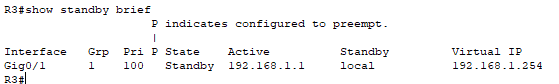 R3#show standby brief
P indicates configured to preempt.
|
Interface Grp Pri P State Active Standby Virtual IP
Gig0/1 1 100 Standby 192.168.1.1 local 192.168.1.254
R3#